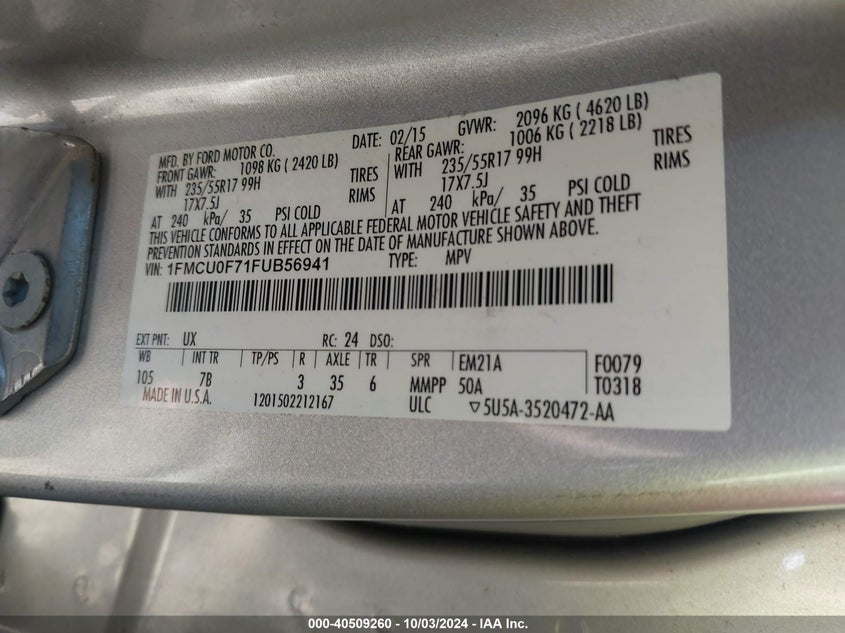 MFD. BY FORD MOTOR CO. DATE: 02/15 GVWR: 2096 KG ( 4620 LB)
FRONT GAWR: 1098 KG ( 2420 LB) REAR GAWR: 1006 KG ( 2218 LB)
WITH 235/55R17 99H TIRES WITH 235/55R17 99H TIRES
17X7.5J RIMS 17X7.5J RIMS
AT 240 kPa/ 35 PSI COLD AT 240 kPa/ 35 PSI COLD
THIS VEHICLE CONFORMS TO ALL APPLICABLE FEDERAL MOTOR VEHICLE SAFETY AND THEFT
PREVENTION STANDARDS IN EFFECT ON THE DATE OF MANUFACTURE SHOWN ABOVE.
VIN: 1FMCU0F71FUB56941 TYPE: MPV
EXT PNT: UX RC: 24 DSO:
WB INT TR TP/PS R AXLE TR SPR EM21A F0079
105 7B 3 35 6 MMPP 50A T0318
MADE IN U.S.A. 1201502212167 ULC ▽5U5A-3520472-AA
000-40509260 - 10/03/2024 - IAA Inc.